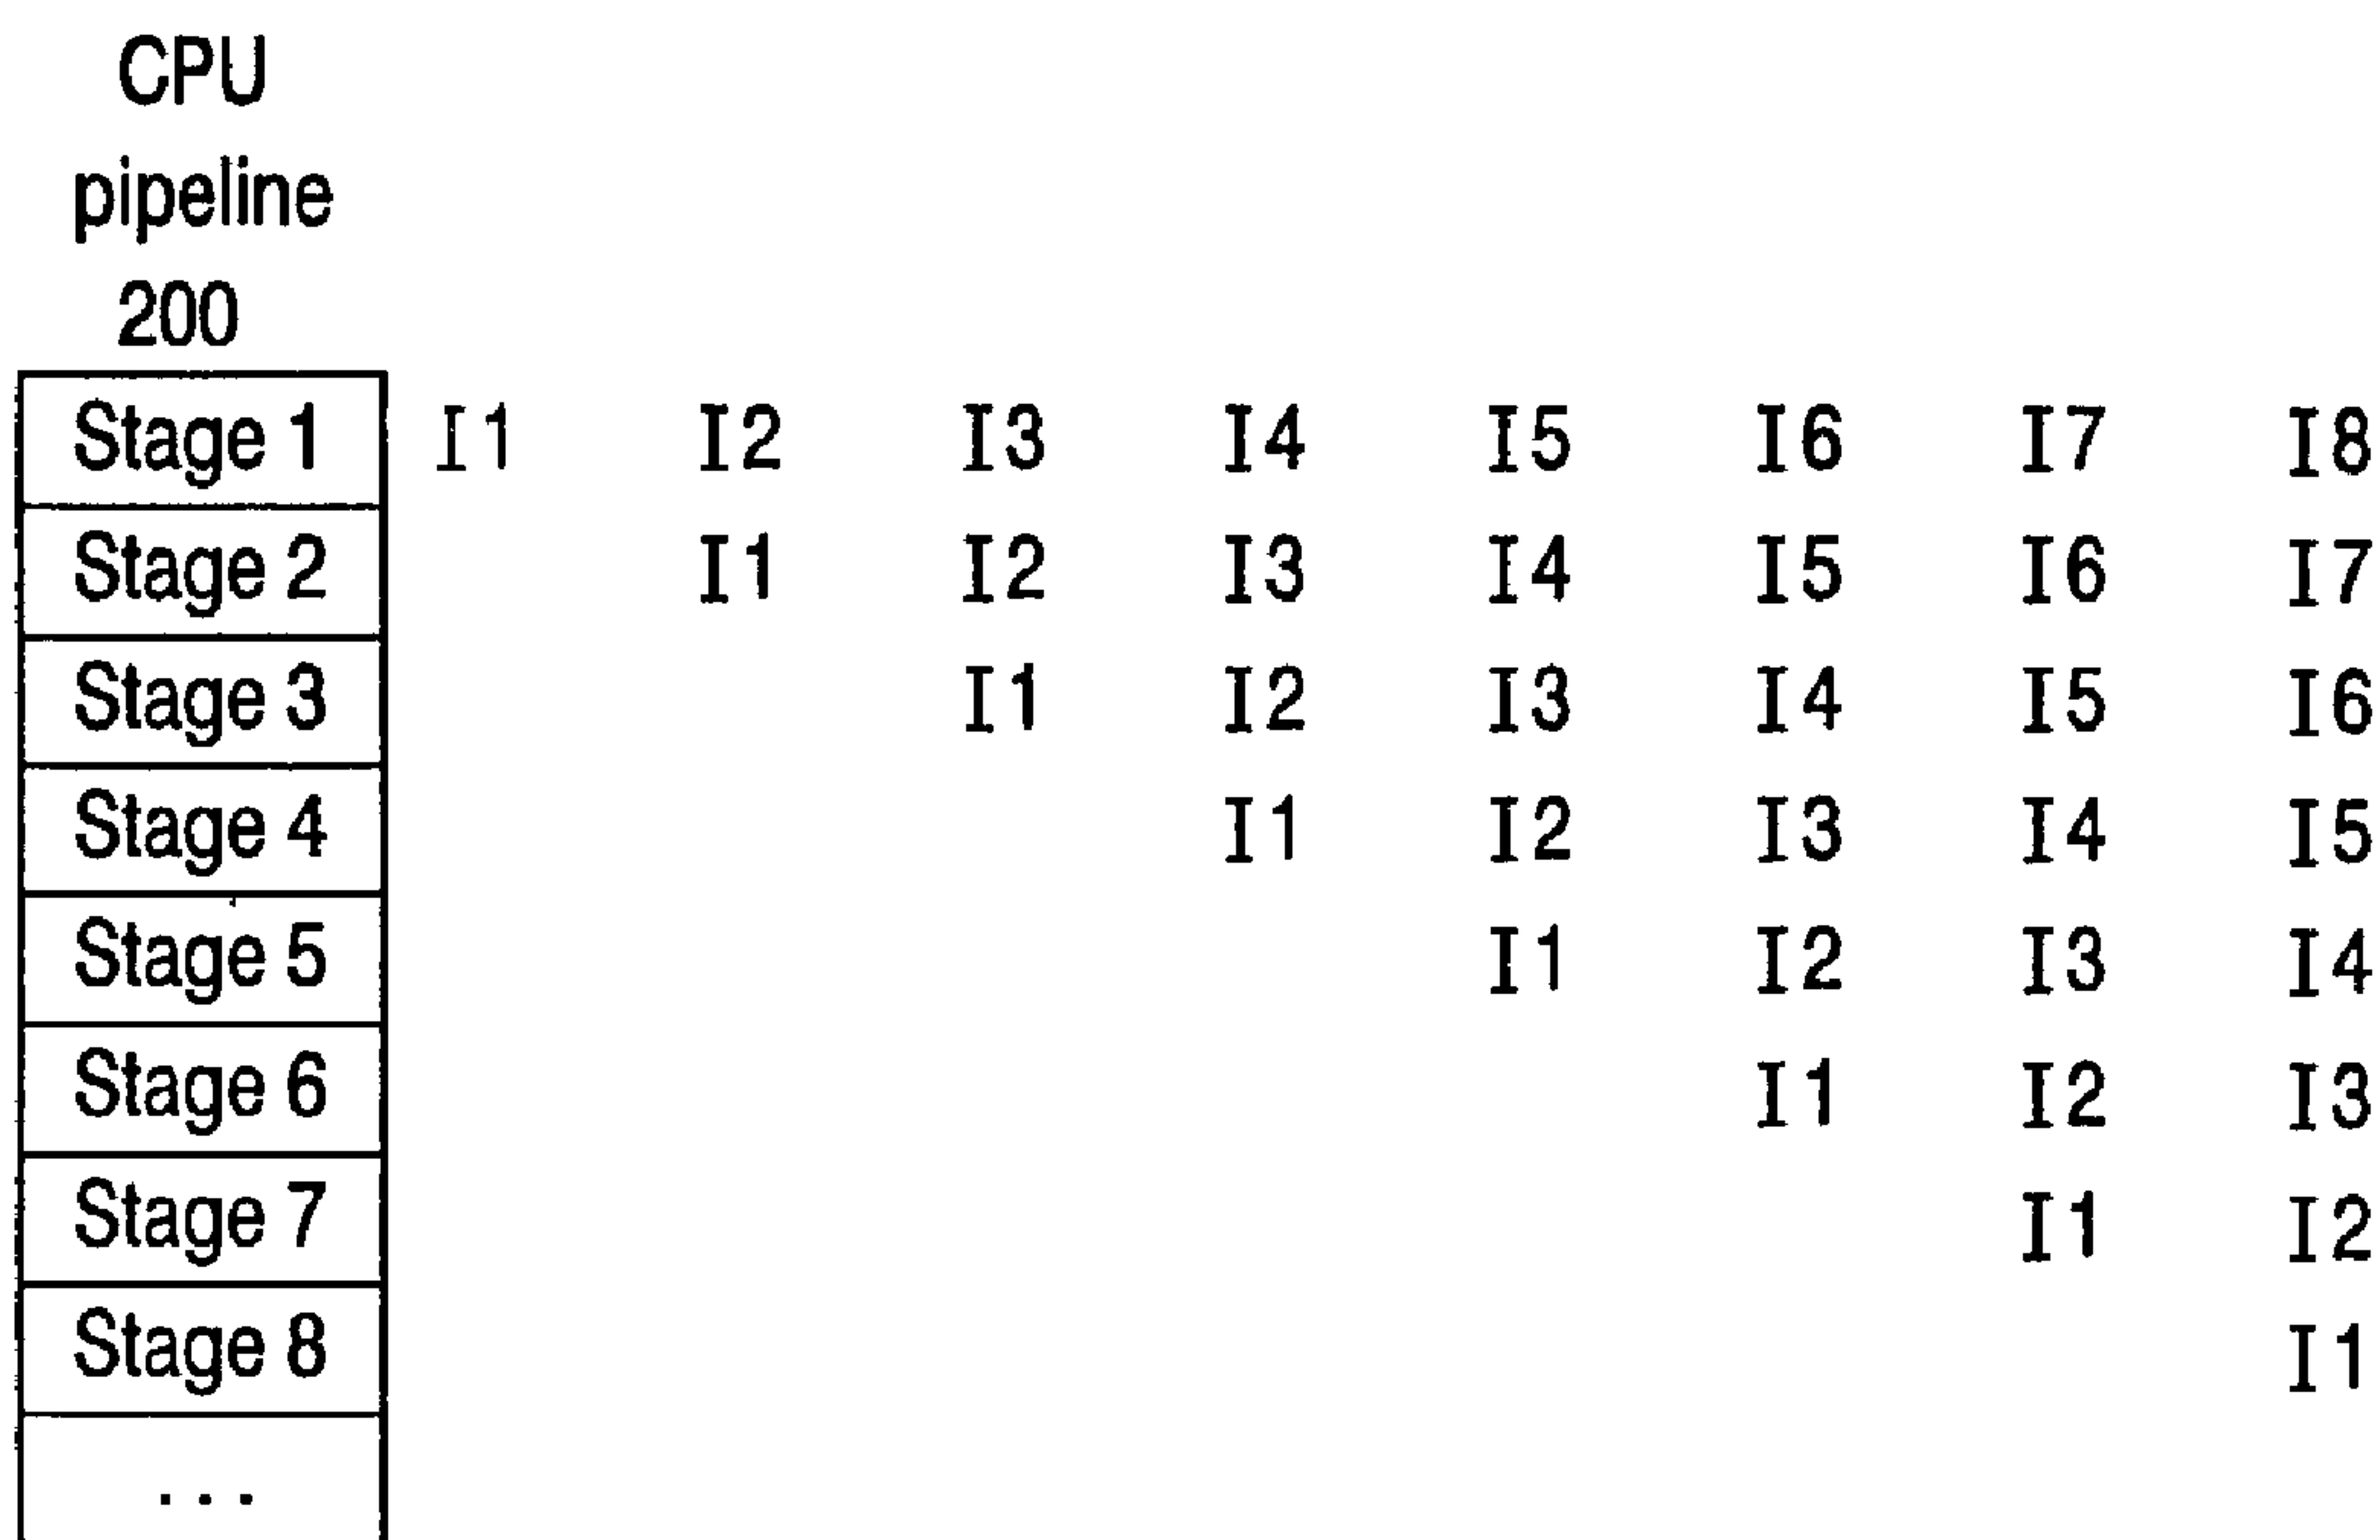 CPU
pipeline
200
Stage 1 I1 I2 I3 I4 I5 I6 I7 I8
Stage 2 I1 I2 I3 I4 I5 I6 I7
Stage 3 I1 I2 I3 I4 I5 I6
Stage 4 I1 I2 I3 I4 I5
Stage 5 I1 I2 I3 I4
Stage 6 I1 I2 I3
Stage 7 I1 I2
Stage 8 I1
...